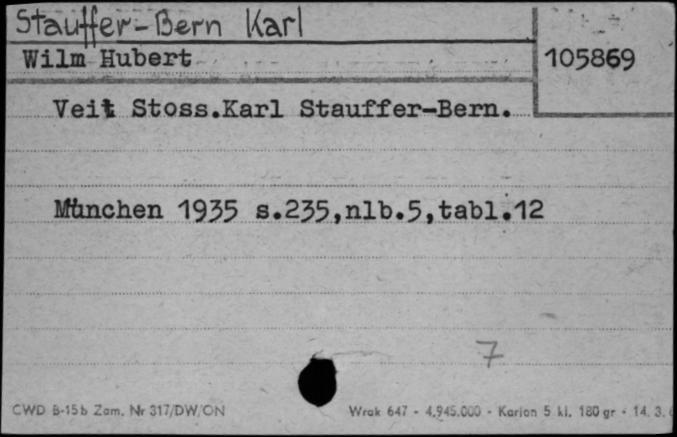 Stauffer-Bern Karl
Wilm Hubert
105869
Veit Stoss.Karl Stauffer-Bern.
München 1935 s.235,nlb.5,tabl.12
7
CWD B-15b Zam. Nr 317/DW/ON
Wrak 647 - 4.945.000 - Karton 5 kl. 180 gr - 14. 3.